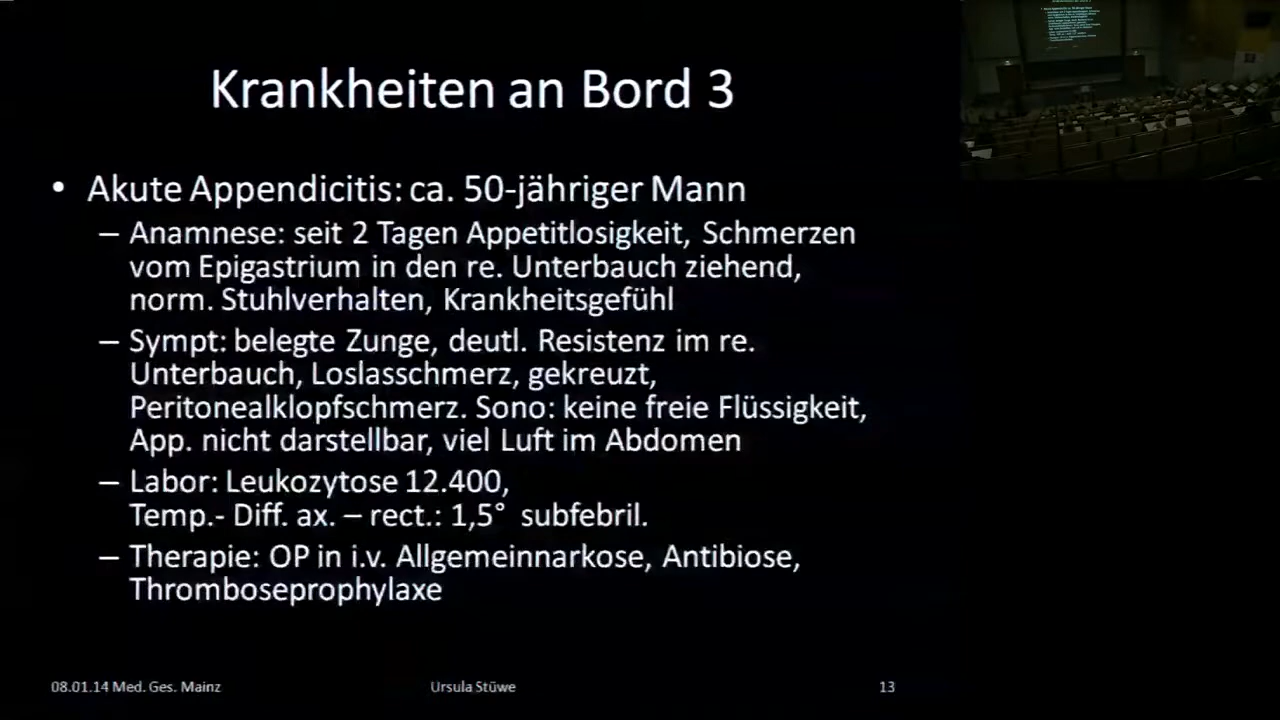 Krankheiten an Bord 3
• Akute Appendicitis: ca. 50-jähriger Mann
– Anamnese: seit 2 Tagen Appetitlosigkeit, Schmerzen
vom Epigastrium in den re. Unterbauch ziehend,
norm. Stuhlverhalten, Krankheitsgefühl
– Sympt: belegte Zunge, deutl. Resistenz im re.
Unterbauch, Loslasschmerz, gekreuzt,
Peritonealklopfschmerz. Sono: keine freie Flüssigkeit,
App. nicht darstellbar, viel Luft im Abdomen
– Labor: Leukozytose 12.400,
Temp.- Diff. ax. – rect.: 1,5° subfebril.
– Therapie: OP in i.v. Allgemeinnarkose, Antibiose,
Thromboseprophylaxe
08.01.14 Med. Ges. Mainz
Ursula Stüwe
13